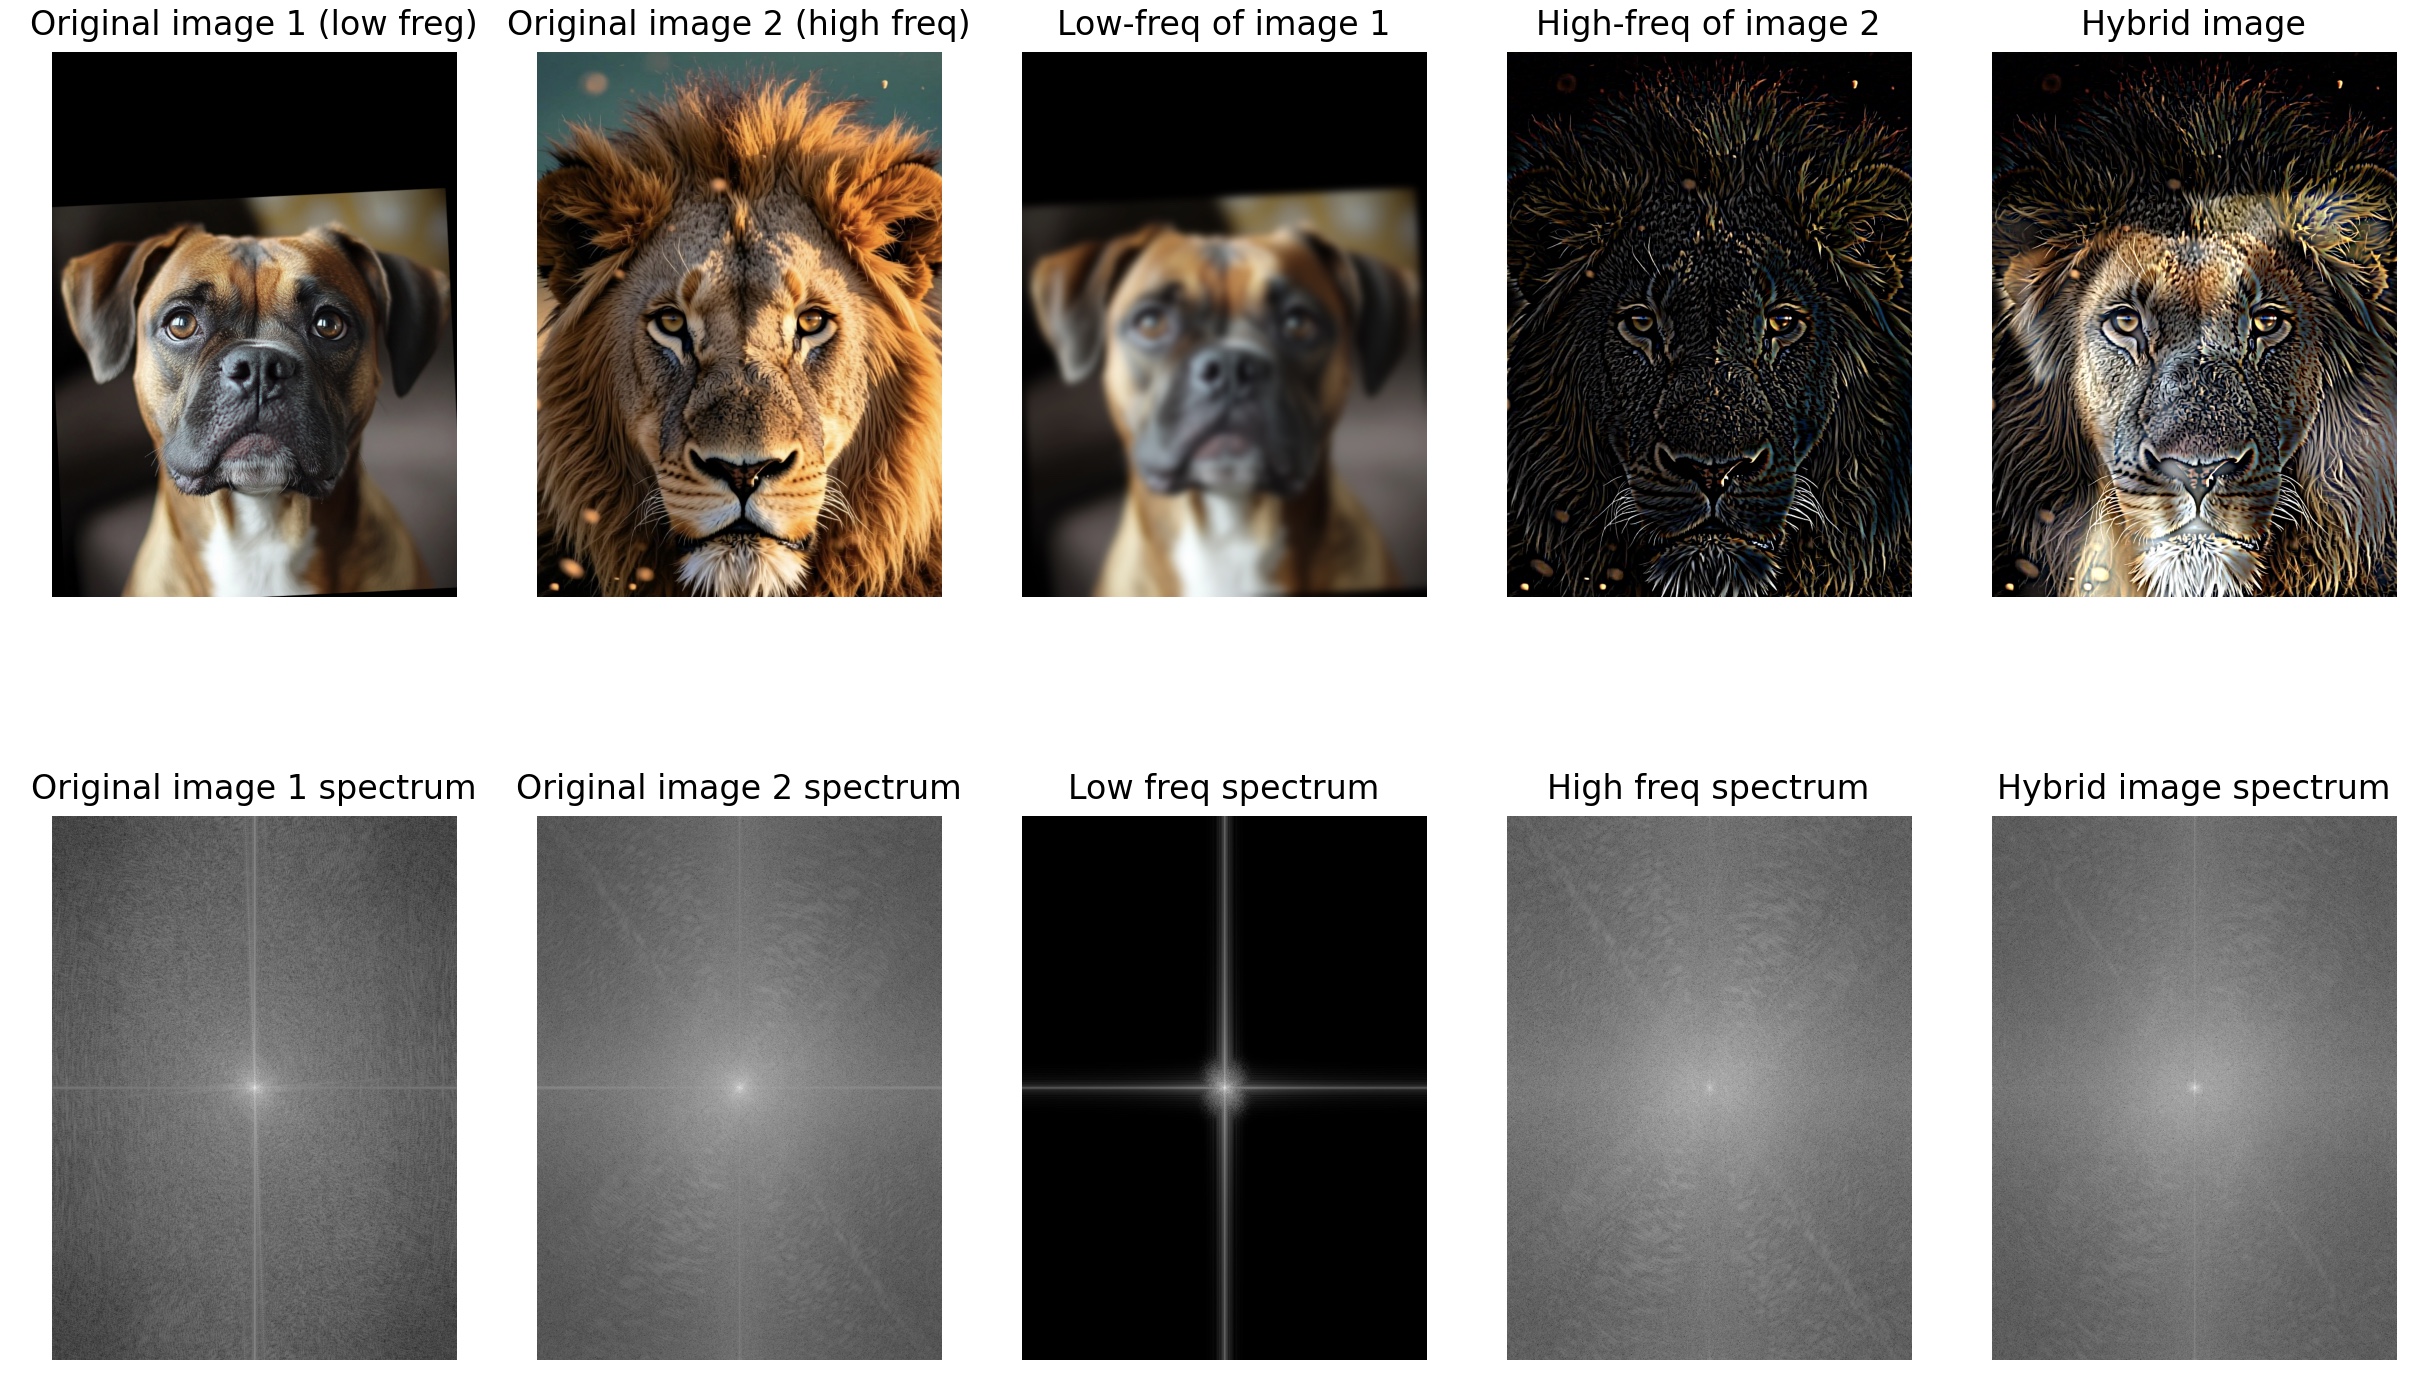 Original image 1 (low freg)
Original image 2 (high freq)
Low-freq of image 1
High-freq of image 2
Hybrid image
Original image 1 spectrum
Original image 2 spectrum
Low freq spectrum
High freq spectrum
Hybrid image spectrum